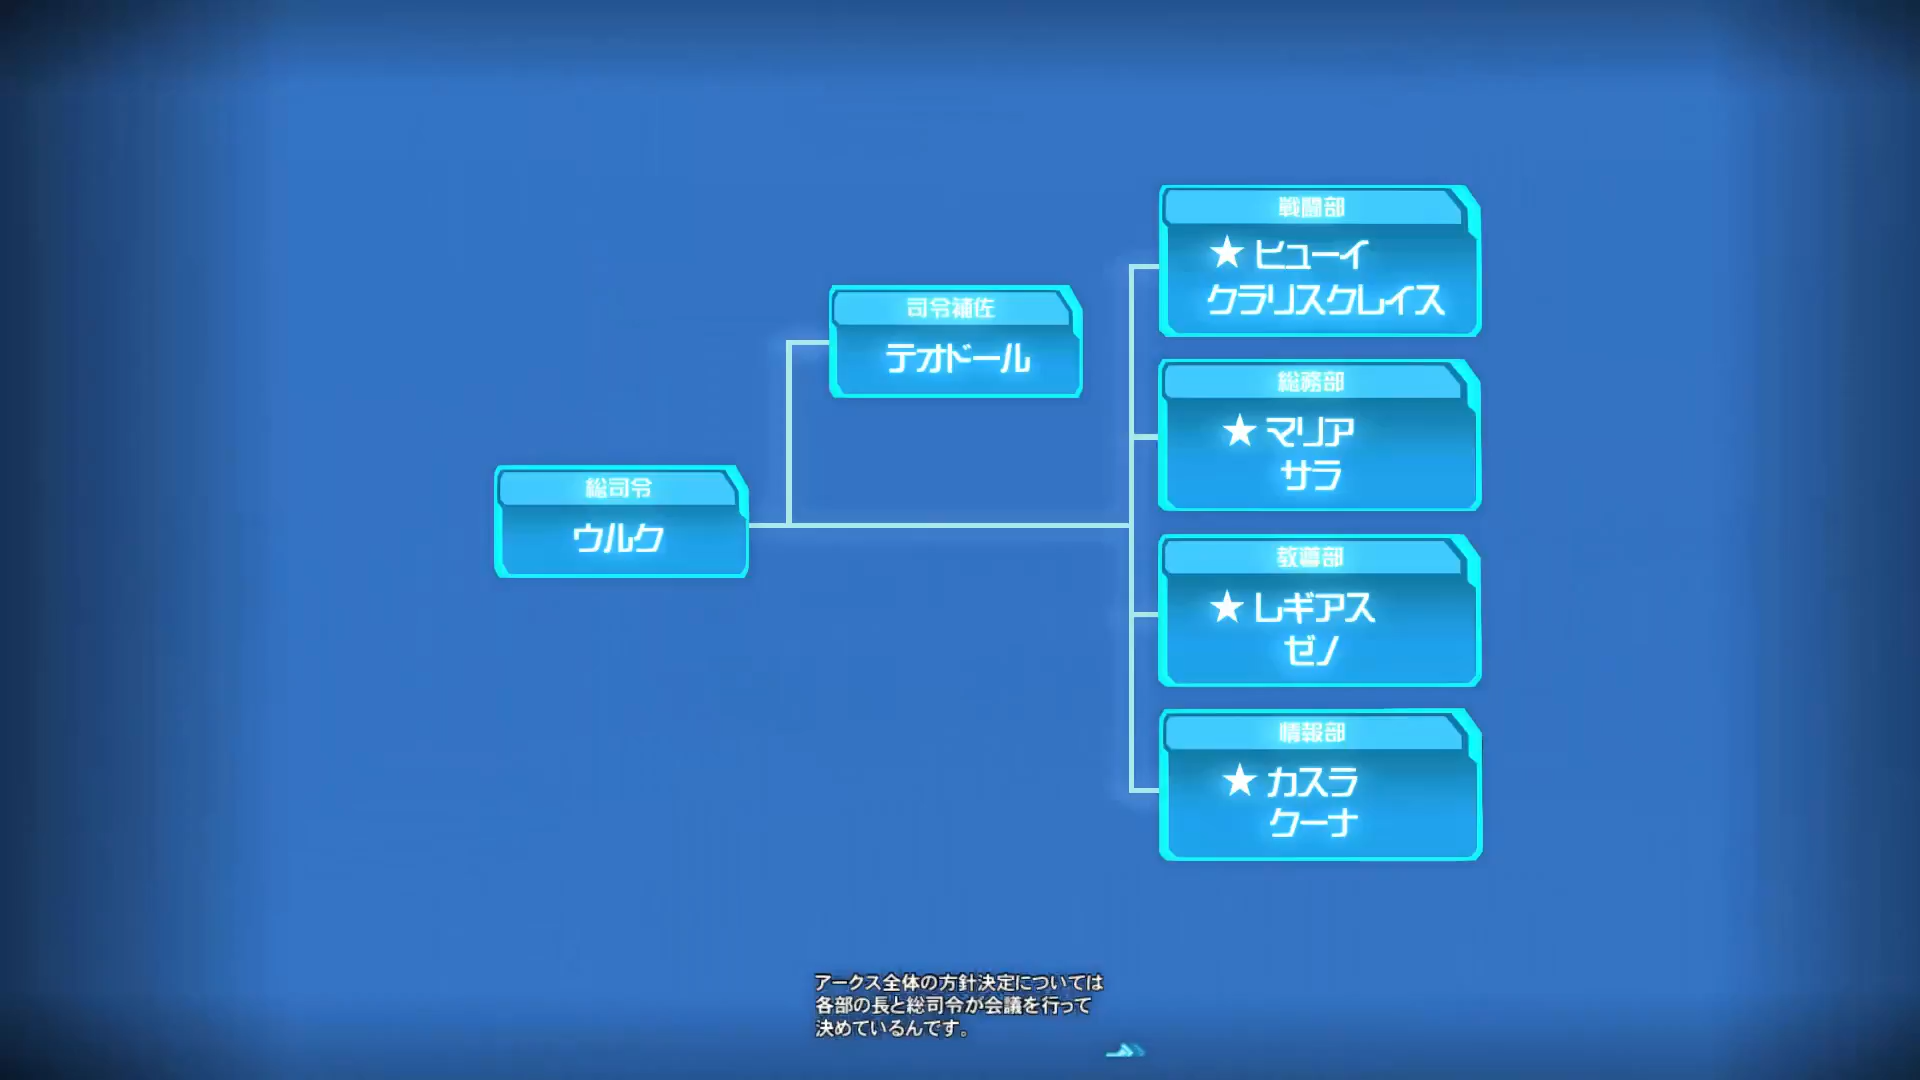 総司令
ウルク
司令補佐
テオドール
戦闘部
★ ヒューイ
クラリスクレイス
総務部
★ マリア
サラ
教導部
★ レギアス
ゼノ
情報部
★ カスラ
クーナ
アークス全体の方針決定については
各部の長と総司令が会議を行って
決めているんです。